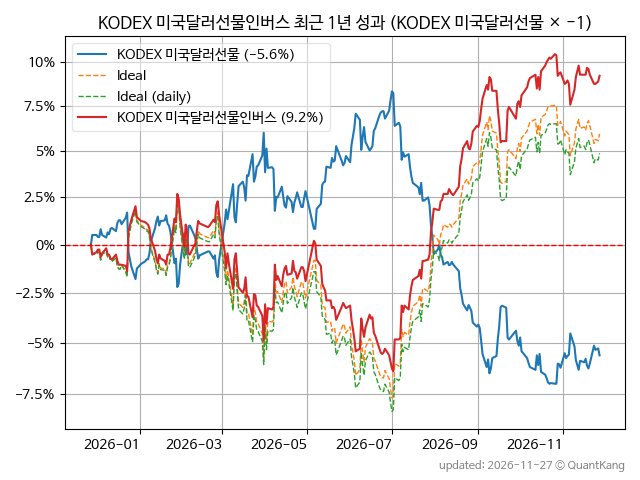 KODEX 미국달러선물인버스 최근 1년 성과 (KODEX 미국달러선물 × −1)
KODEX 미국달러선물 (−5.6%)
Ideal
Ideal (daily)
KODEX 미국달러선물인버스 (9.2%)
10%
7.5%
5%
2.5%
0%
−2.5%
−5%
−7.5%
2026-01
2026-03
2026-05
2026-07
2026-09
2026-11
updated: 2026-11-27 © QuantKang